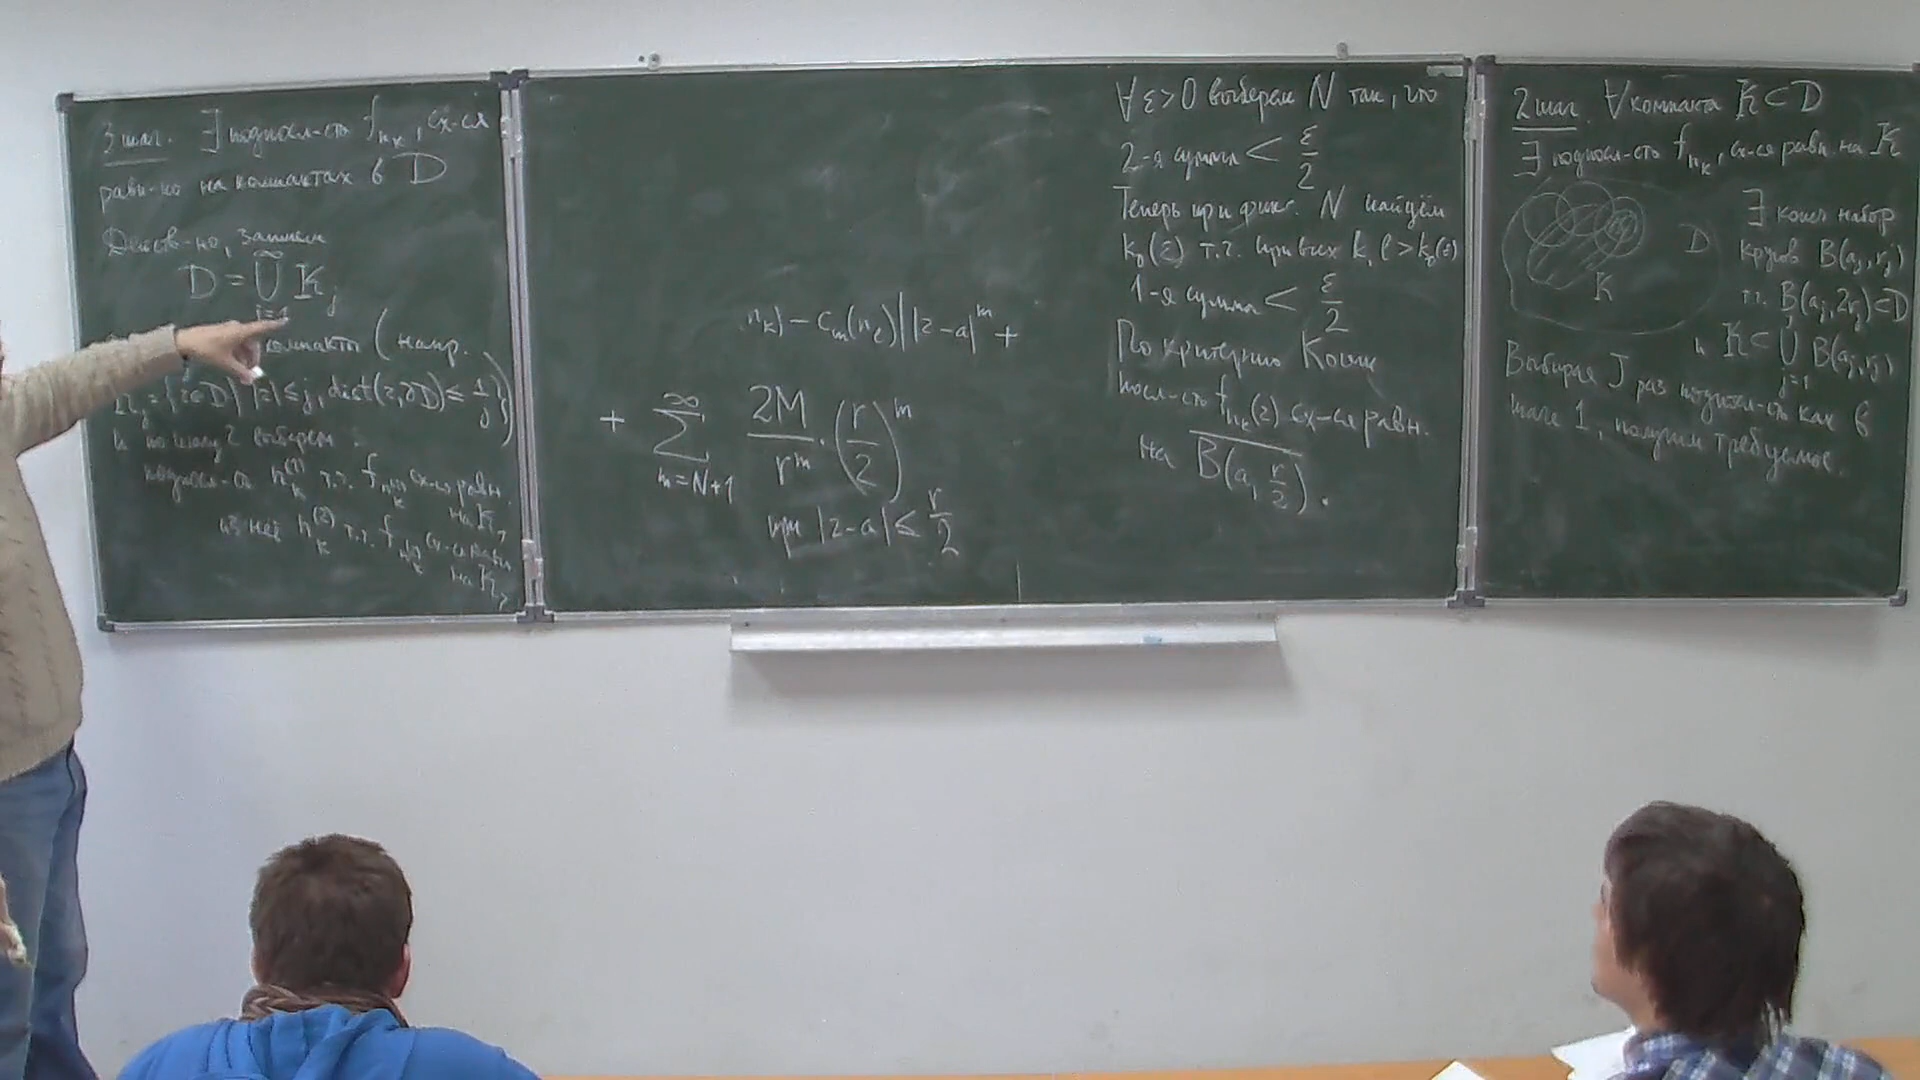 3 шаг. ∃ подпосл-сть f_{n_k}, сх-ся
равн-но на компактах в D
Действ-но, запишем
D = ∞ ∪ j=1 K_j
компакты (напр.
K_j = {z∈D | |z| ≤ j, dist(z,∂D) ≤ 1/j})
и по шагу 2 выберем:
подпосл-ть n_k^{(1)} т.ч. f_{n_k^{(1)}} сх-ся равн.
на K_1,
из неё n_k^{(2)} т.ч. f_{n_k^{(2)}} сх-ся равн.
на K_2,
n_k) − c_m(n_l)| |z−a|^m +
+ ∞ ∑ m=N+1 2M/r^m · (r/2)^m
при |z−a| ≤ r/2
∀ε>0 выберем N так, что
2-я сумма < ε/2
Теперь при фикс. N найдём
k_0(ε) т.ч. при всех k, l > k_0(ε)
1-я сумма < ε/2
По критерию Коши
посл-сть f_{n_k}(z) сх-ся равн.
на B(a, r/2).
2 шаг. ∀ компакта K⊂D
∃ подпосл-сть f_{n_k}, сх-ся равн. на K
D
K
∃ конеч набор
кругов B(a_j, r_j)
т.ч. B(a_j, 2r_j)⊂D
и K ⊂ J ∪ j=1 B(a_j, r_j)
Выбирая J раз подпосл-сть как в
шаге 1, получим требуемое.